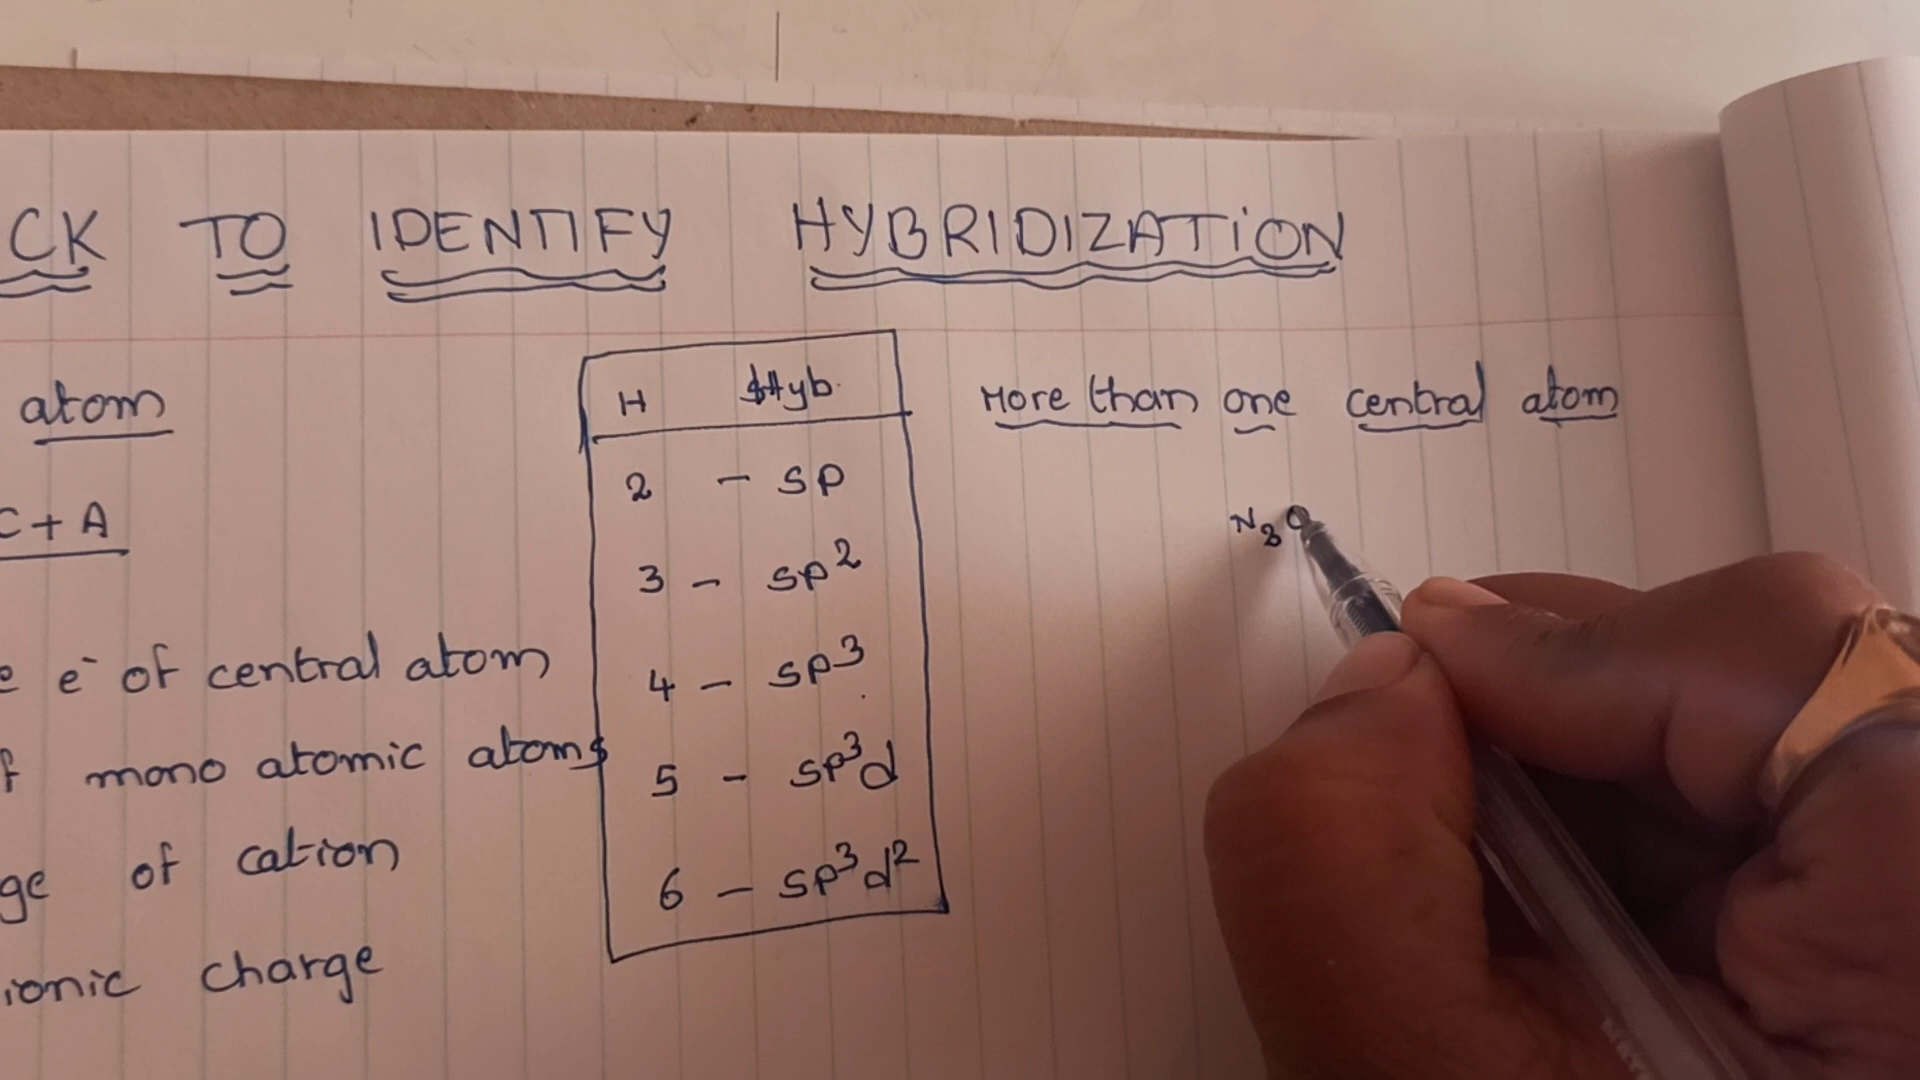 CK TO IDENTIFY HYBRIDIZATION
atom
C + A
e e⁻ of central atom
f mono atomic atoms
ge of cation
ionic charge
H Hyb.
2 – SP
3 – SP²
4 – SP³
5 – SP³d
6 – SP³d²
More than one central atom
N₂O